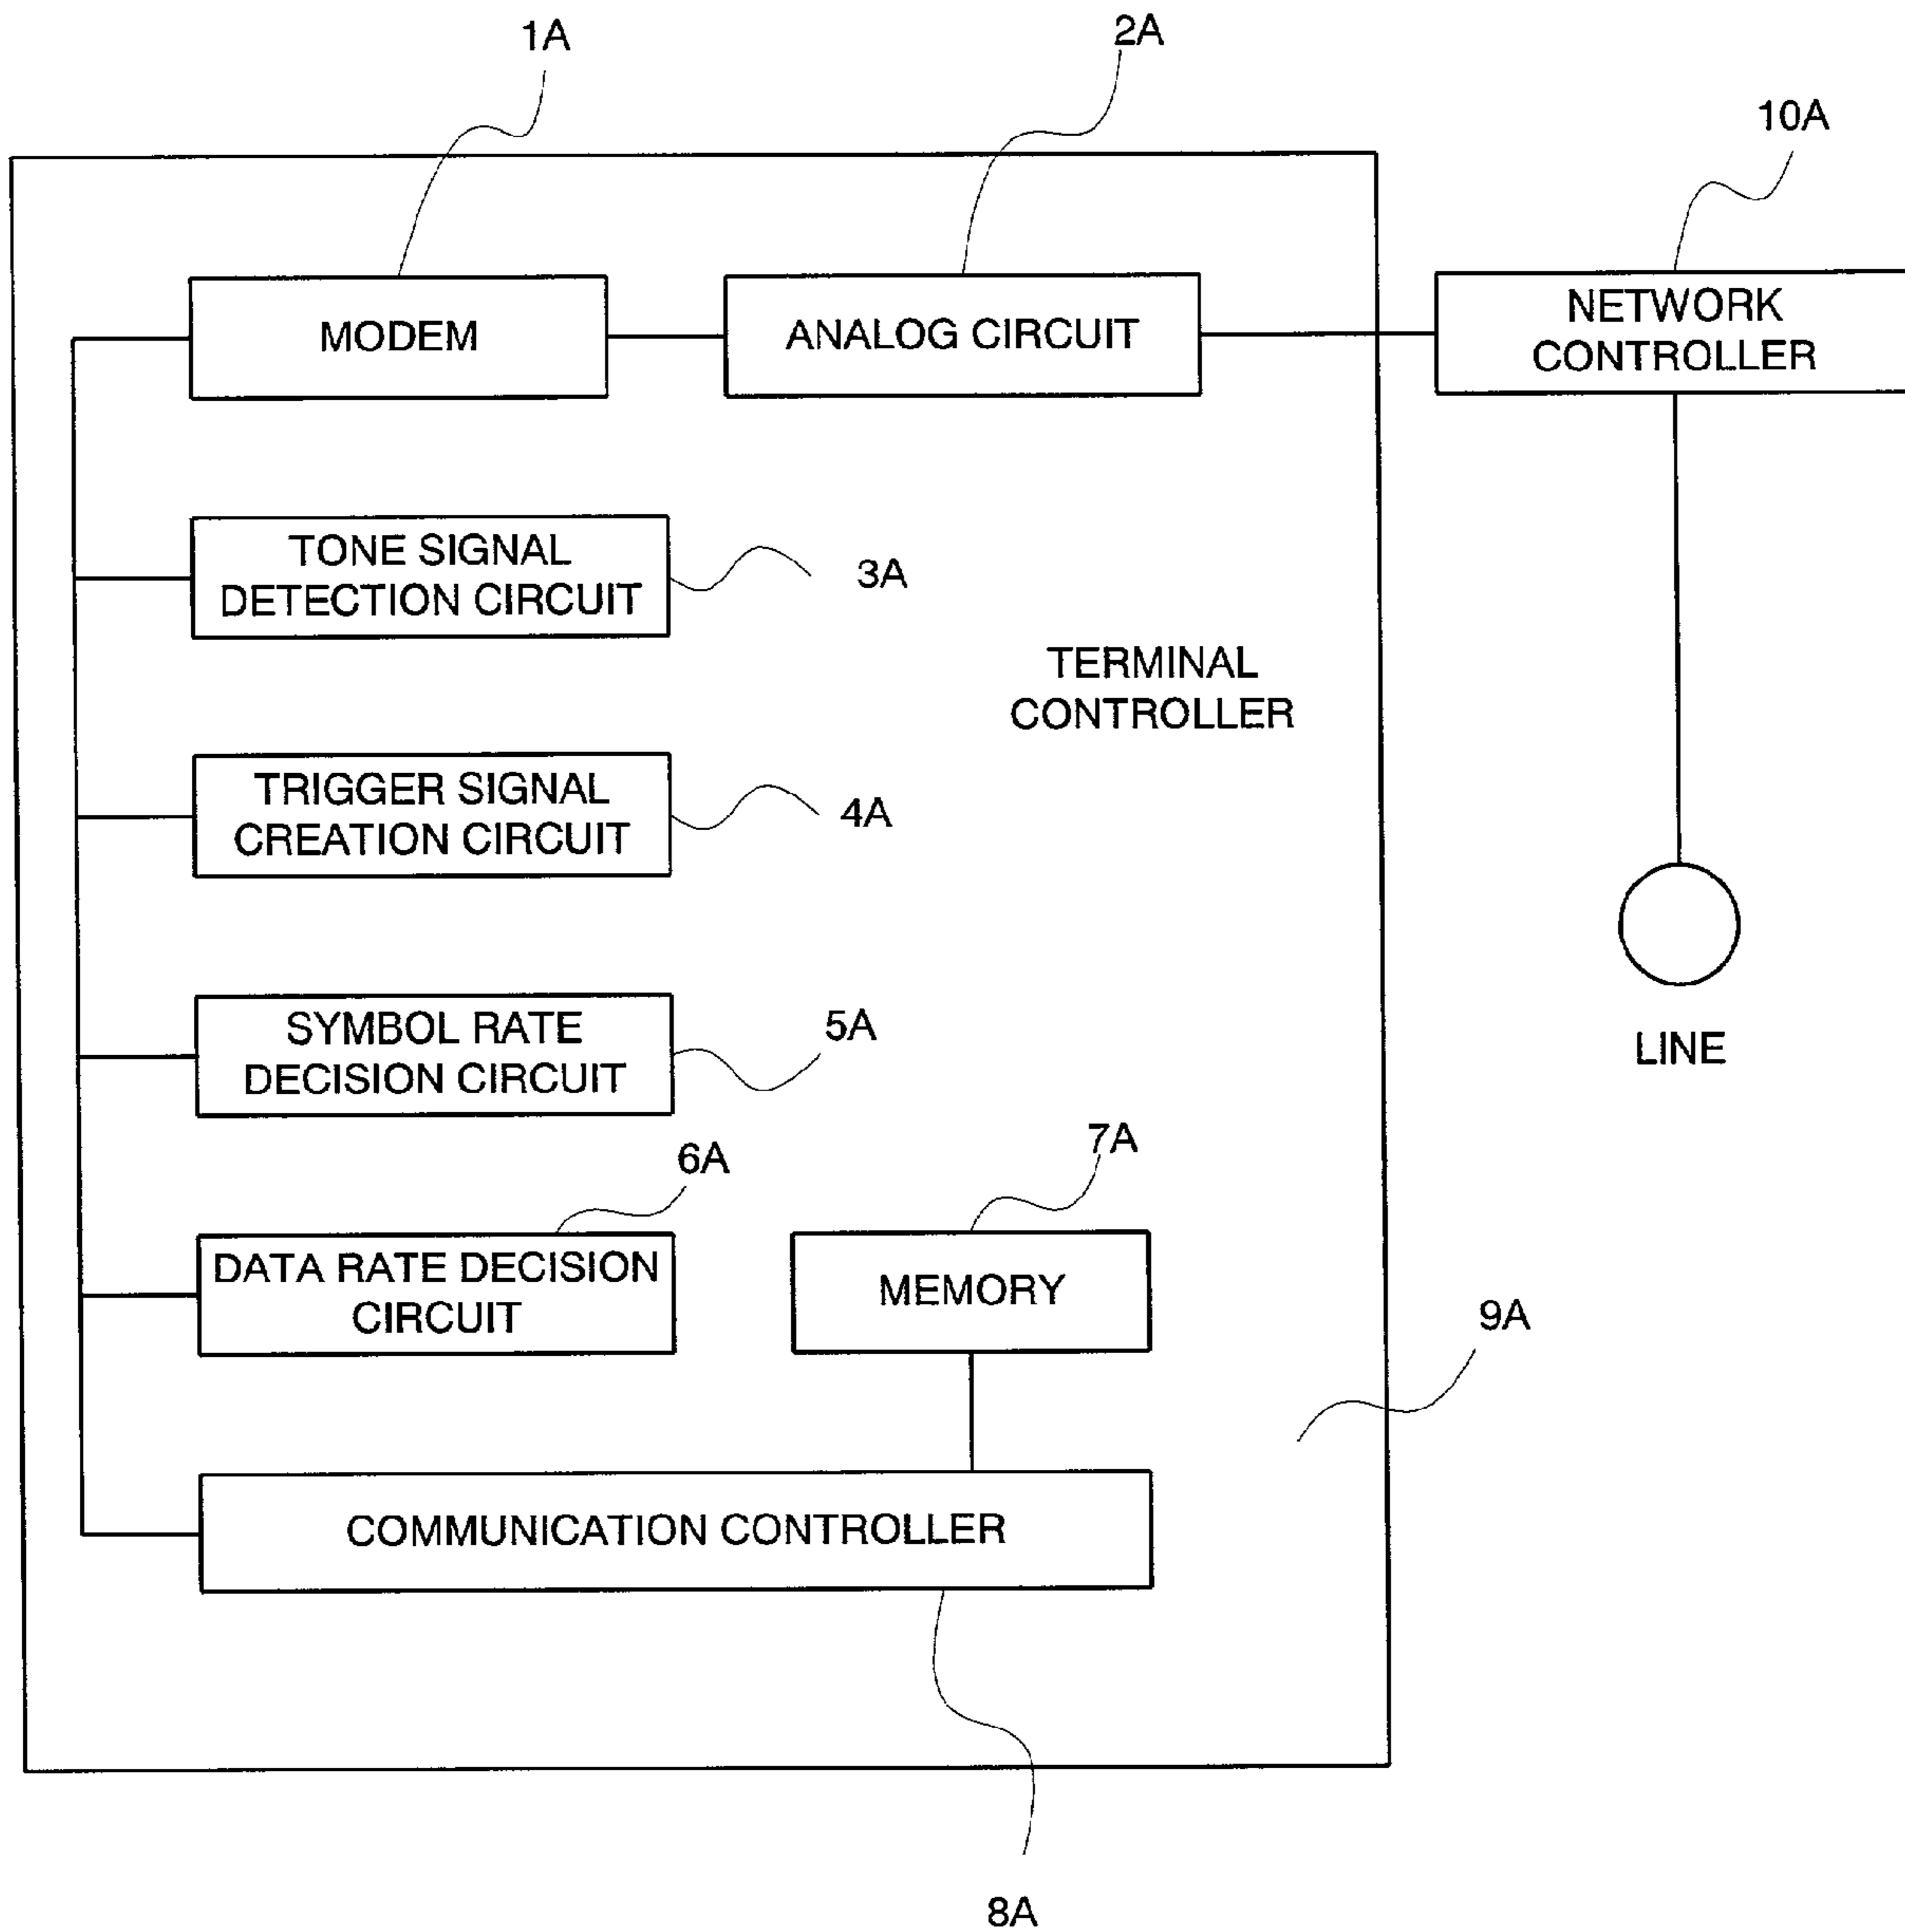 1A
2A
10A
MODEM
ANALOG CIRCUIT
NETWORK
CONTROLLER
TONE SIGNAL
DETECTION CIRCUIT
3A
TERMINAL
CONTROLLER
TRIGGER SIGNAL
CREATION CIRCUIT
4A
SYMBOL RATE
DECISION CIRCUIT
5A
LINE
6A
7A
DATA RATE DECISION
CIRCUIT
MEMORY
9A
COMMUNICATION CONTROLLER
8A